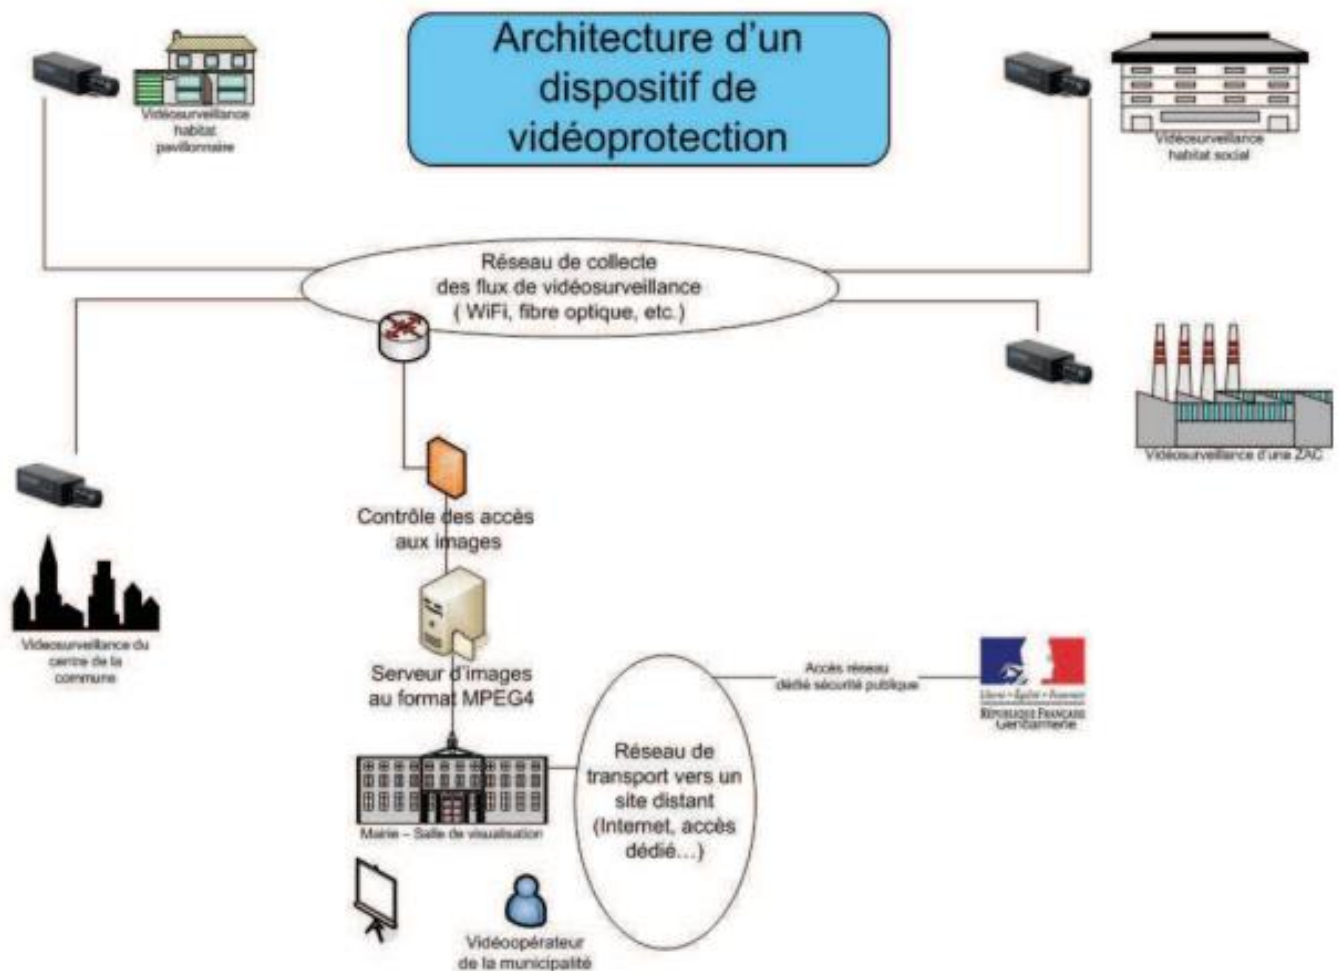 Architecture d'un
dispositif de
vidéoprotection
Vidéosurveillance
habitat
pavillonnaire
Vidéosurveillance
habitat social
Réseau de collecte
des flux de vidéosurveillance
( WiFi, fibre optique, etc.)
Vidéosurveillance d'une ZAC
Contrôle des accès
aux images
Videosurveillance du
centre de la
commune
Serveur d'images
au format MPEG4
Accès réseau
dédié sécurité publique
Liberté • Égalité • Fraternité
RÉPUBLIQUE FRANÇAISE
Gendarmerie
Réseau de
transport vers un
site distant
(Internet, accès
dédié…)
Mairie – Salle de visualisation
Vidéoopérateur
de la municipalité